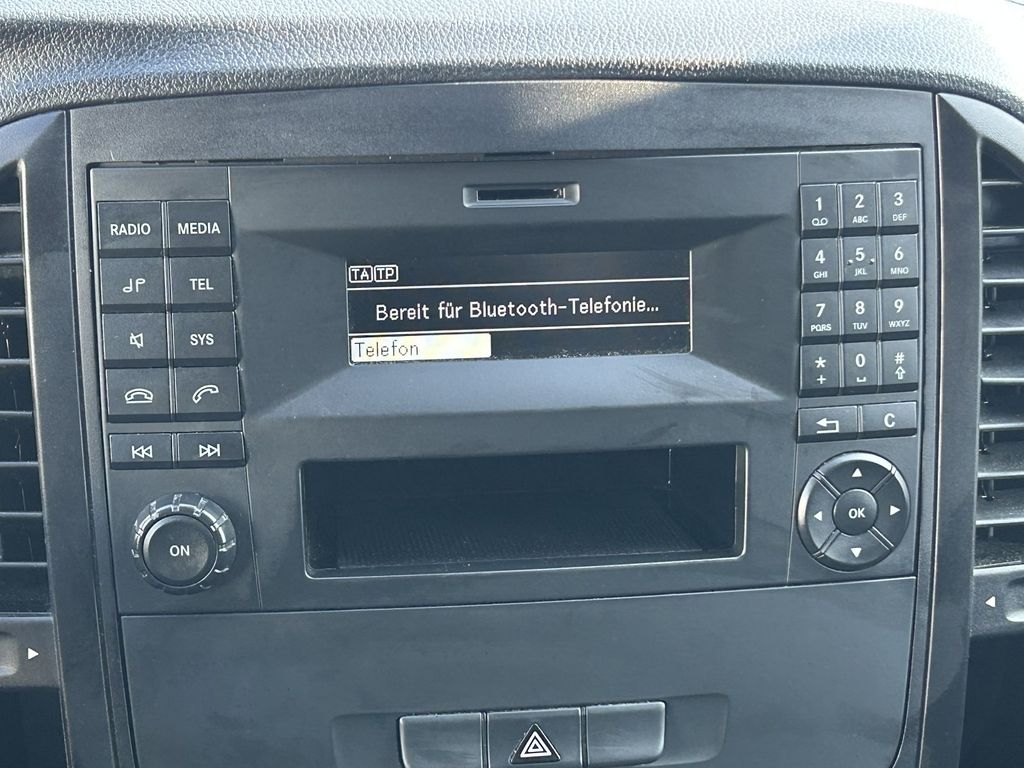 RADIO MEDIA
TEL
SYS
ON
TA TP
Bereit für Bluetooth-Telefonie...
Telefon
1 2 ABC 3 DEF
4 GHI 5 JKL 6 MNO
7 PQRS 8 TUV 9 WXYZ
* + 0 #
C
OK